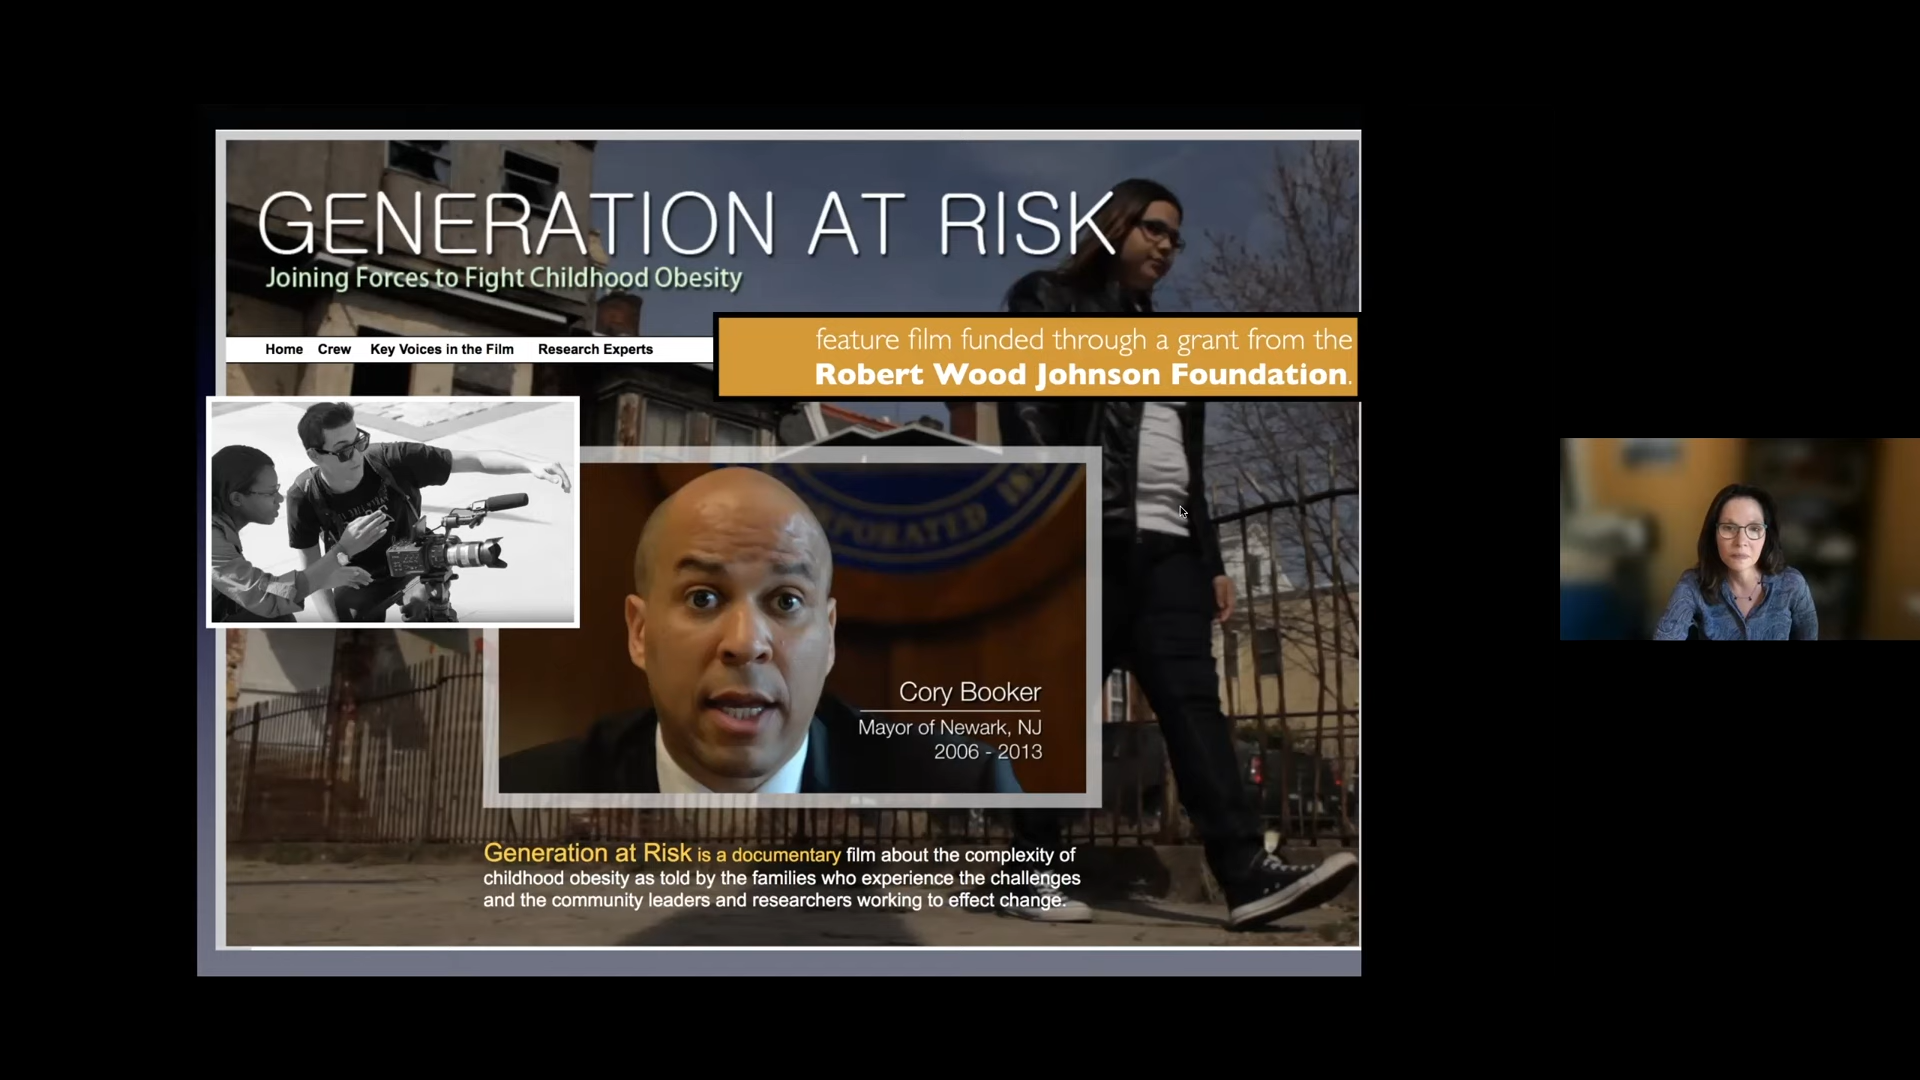 GENERATION AT RISK
Joining Forces to Fight Childhood Obesity
feature film funded through a grant from the
Robert Wood Johnson Foundation.
Home Crew Key Voices in the Film Research Experts
Cory Booker
Mayor of Newark, NJ
2006 - 2013
Generation at Risk is a documentary film about the complexity of
childhood obesity as told by the families who experience the challenges
and the community leaders and researchers working to effect change.